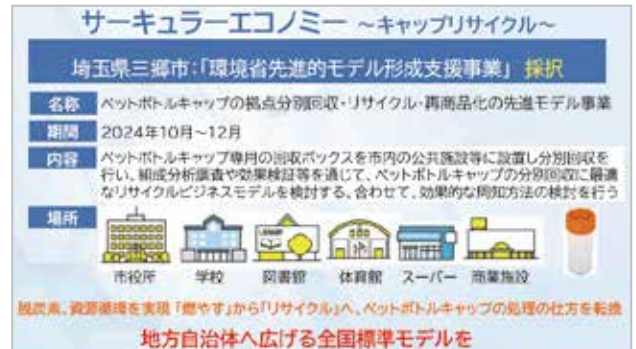 サーキュラーエコノミー ～キャップリサイクル～
埼玉県三郷市：「環境省先進的モデル形成支援事業」 採択
名称 ペットボトルキャップの拠点分別回収・リサイクル・再商品化の先進モデル事業
期間 2024年10月～12月
内容 ペットボトルキャップ専用の回収ボックスを市内の公共施設等に設置し分別回収を
行い、組成分析調査や効果検証等を通じて、ペットボトルキャップの分別回収に最適
なリサイクルビジネスモデルを検討する、合わせて、効果的な周知方法の検討を行う
場所
市役所 学校 図書館 体育館 スーパー 商業施設
脱炭素、資源循環を実現 「燃やす」から「リサイクル」へ、ペットボトルキャップの処理の仕方を転換
地方自治体へ広げる全国標準モデルを